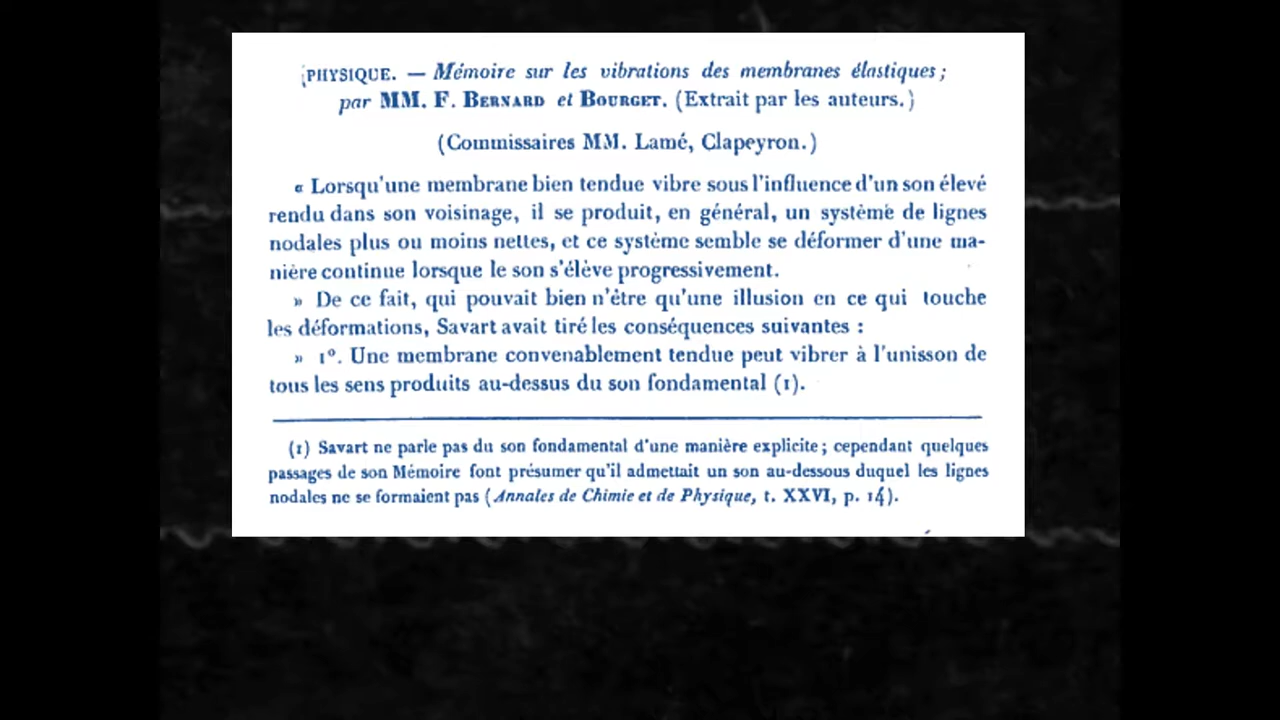 PHYSIQUE. — Mémoire sur les vibrations des membranes élastiques;
par MM. F. BERNARD et BOURGET. (Extrait par les auteurs.)
(Commissaires MM. Lamé, Clapeyron.)
« Lorsqu'une membrane bien tendue vibre sous l'influence d'un son élevé
rendu dans son voisinage, il se produit, en général, un système de lignes
nodales plus ou moins nettes, et ce système semble se déformer d'une ma-
nière continue lorsque le son s'élève progressivement.
» De ce fait, qui pouvait bien n'être qu'une illusion en ce qui touche
les déformations, Savart avait tiré les conséquences suivantes :
» 1°. Une membrane convenablement tendue peut vibrer à l'unisson de
tous les sens produits au-dessus du son fondamental (1).
(1) Savart ne parle pas du son fondamental d'une manière explicite; cependant quelques
passages de son Mémoire font présumer qu'il admettait un son au-dessous duquel les lignes
nodales ne se formaient pas (Annales de Chimie et de Physique, t. XXVI, p. 14).